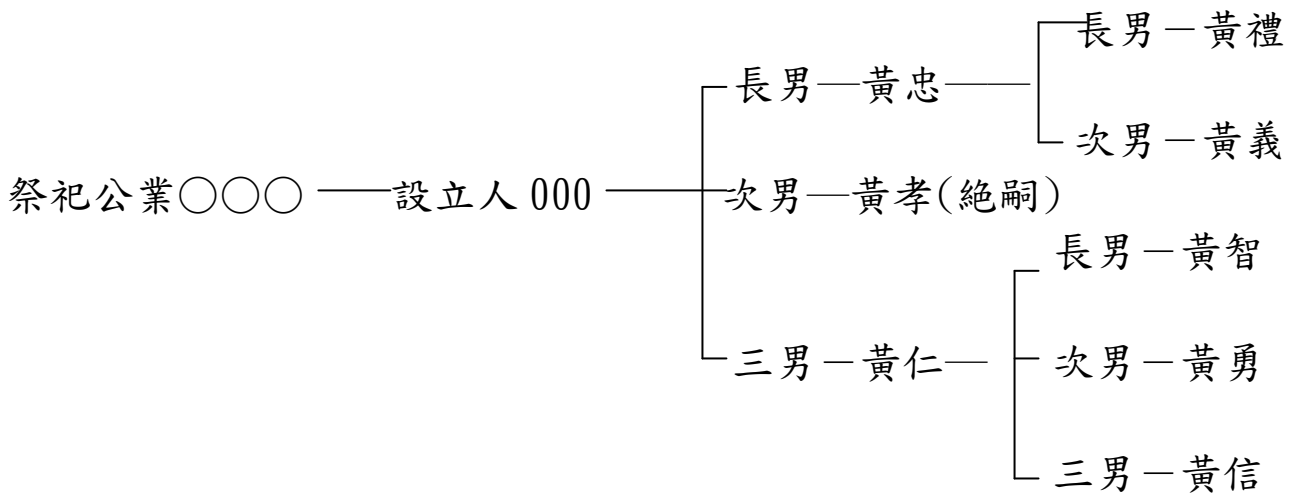 長男－黃禮
長男—黃忠——
次男－黃義
祭祀公業○○○ ——設立人 000 ——次男—黃孝(絕嗣)
長男－黃智
三男－黃仁—
次男－黃勇
三男－黃信